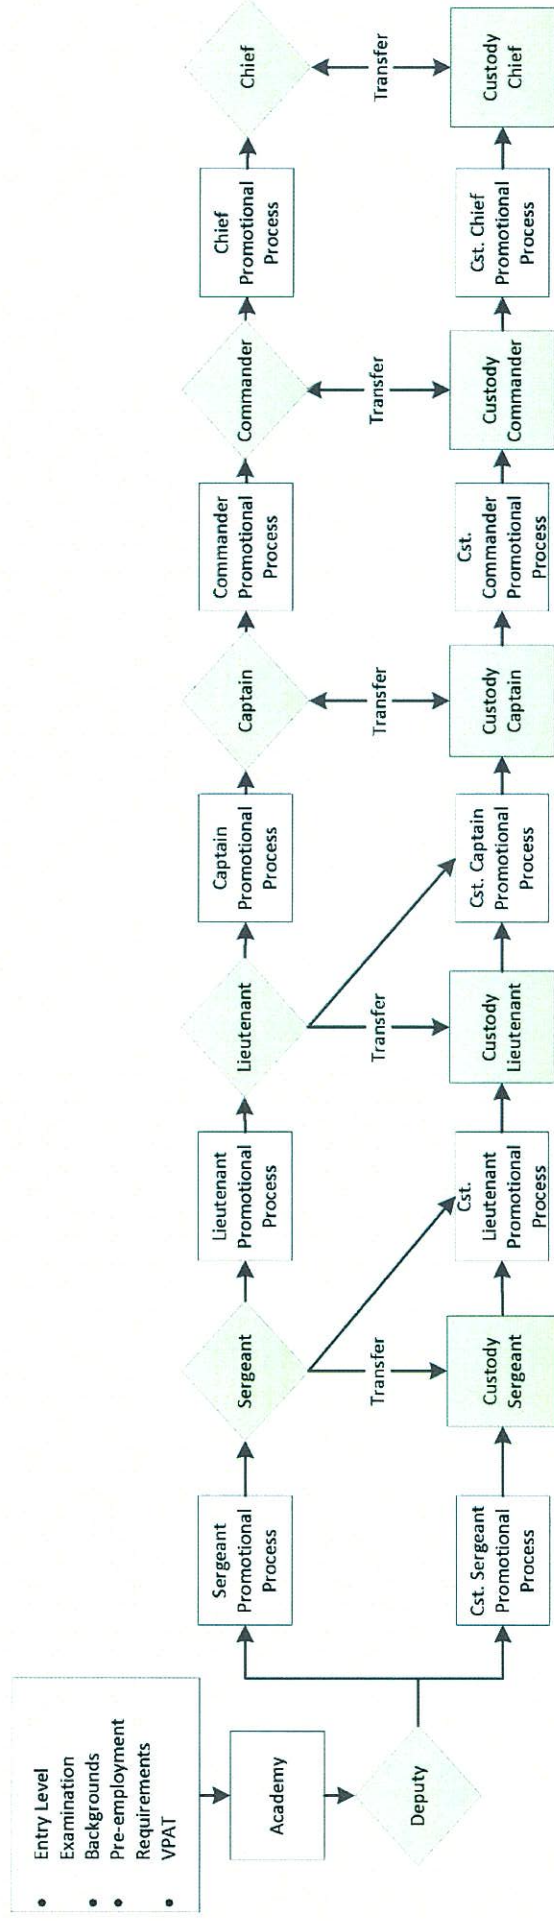 • Entry Level
Examination
• Backgrounds
• Pre-employment
Requirements
• VPAT
Academy
Deputy
Sergeant
Promotional
Process
Sergeant
Lieutenant
Promotional
Process
Lieutenant
Captain
Promotional
Process
Captain
Commander
Promotional
Process
Commander
Chief
Promotional
Process
Chief
Transfer
Transfer
Transfer
Transfer
Transfer
Cst. Sergeant
Promotional
Process
Custody
Sergeant
Cst.
Lieutenant
Promotional
Process
Custody
Lieutenant
Cst. Captain
Promotional
Process
Custody
Captain
Cst.
Commander
Promotional
Process
Custody
Commander
Cst. Chief
Promotional
Process
Custody
Chief